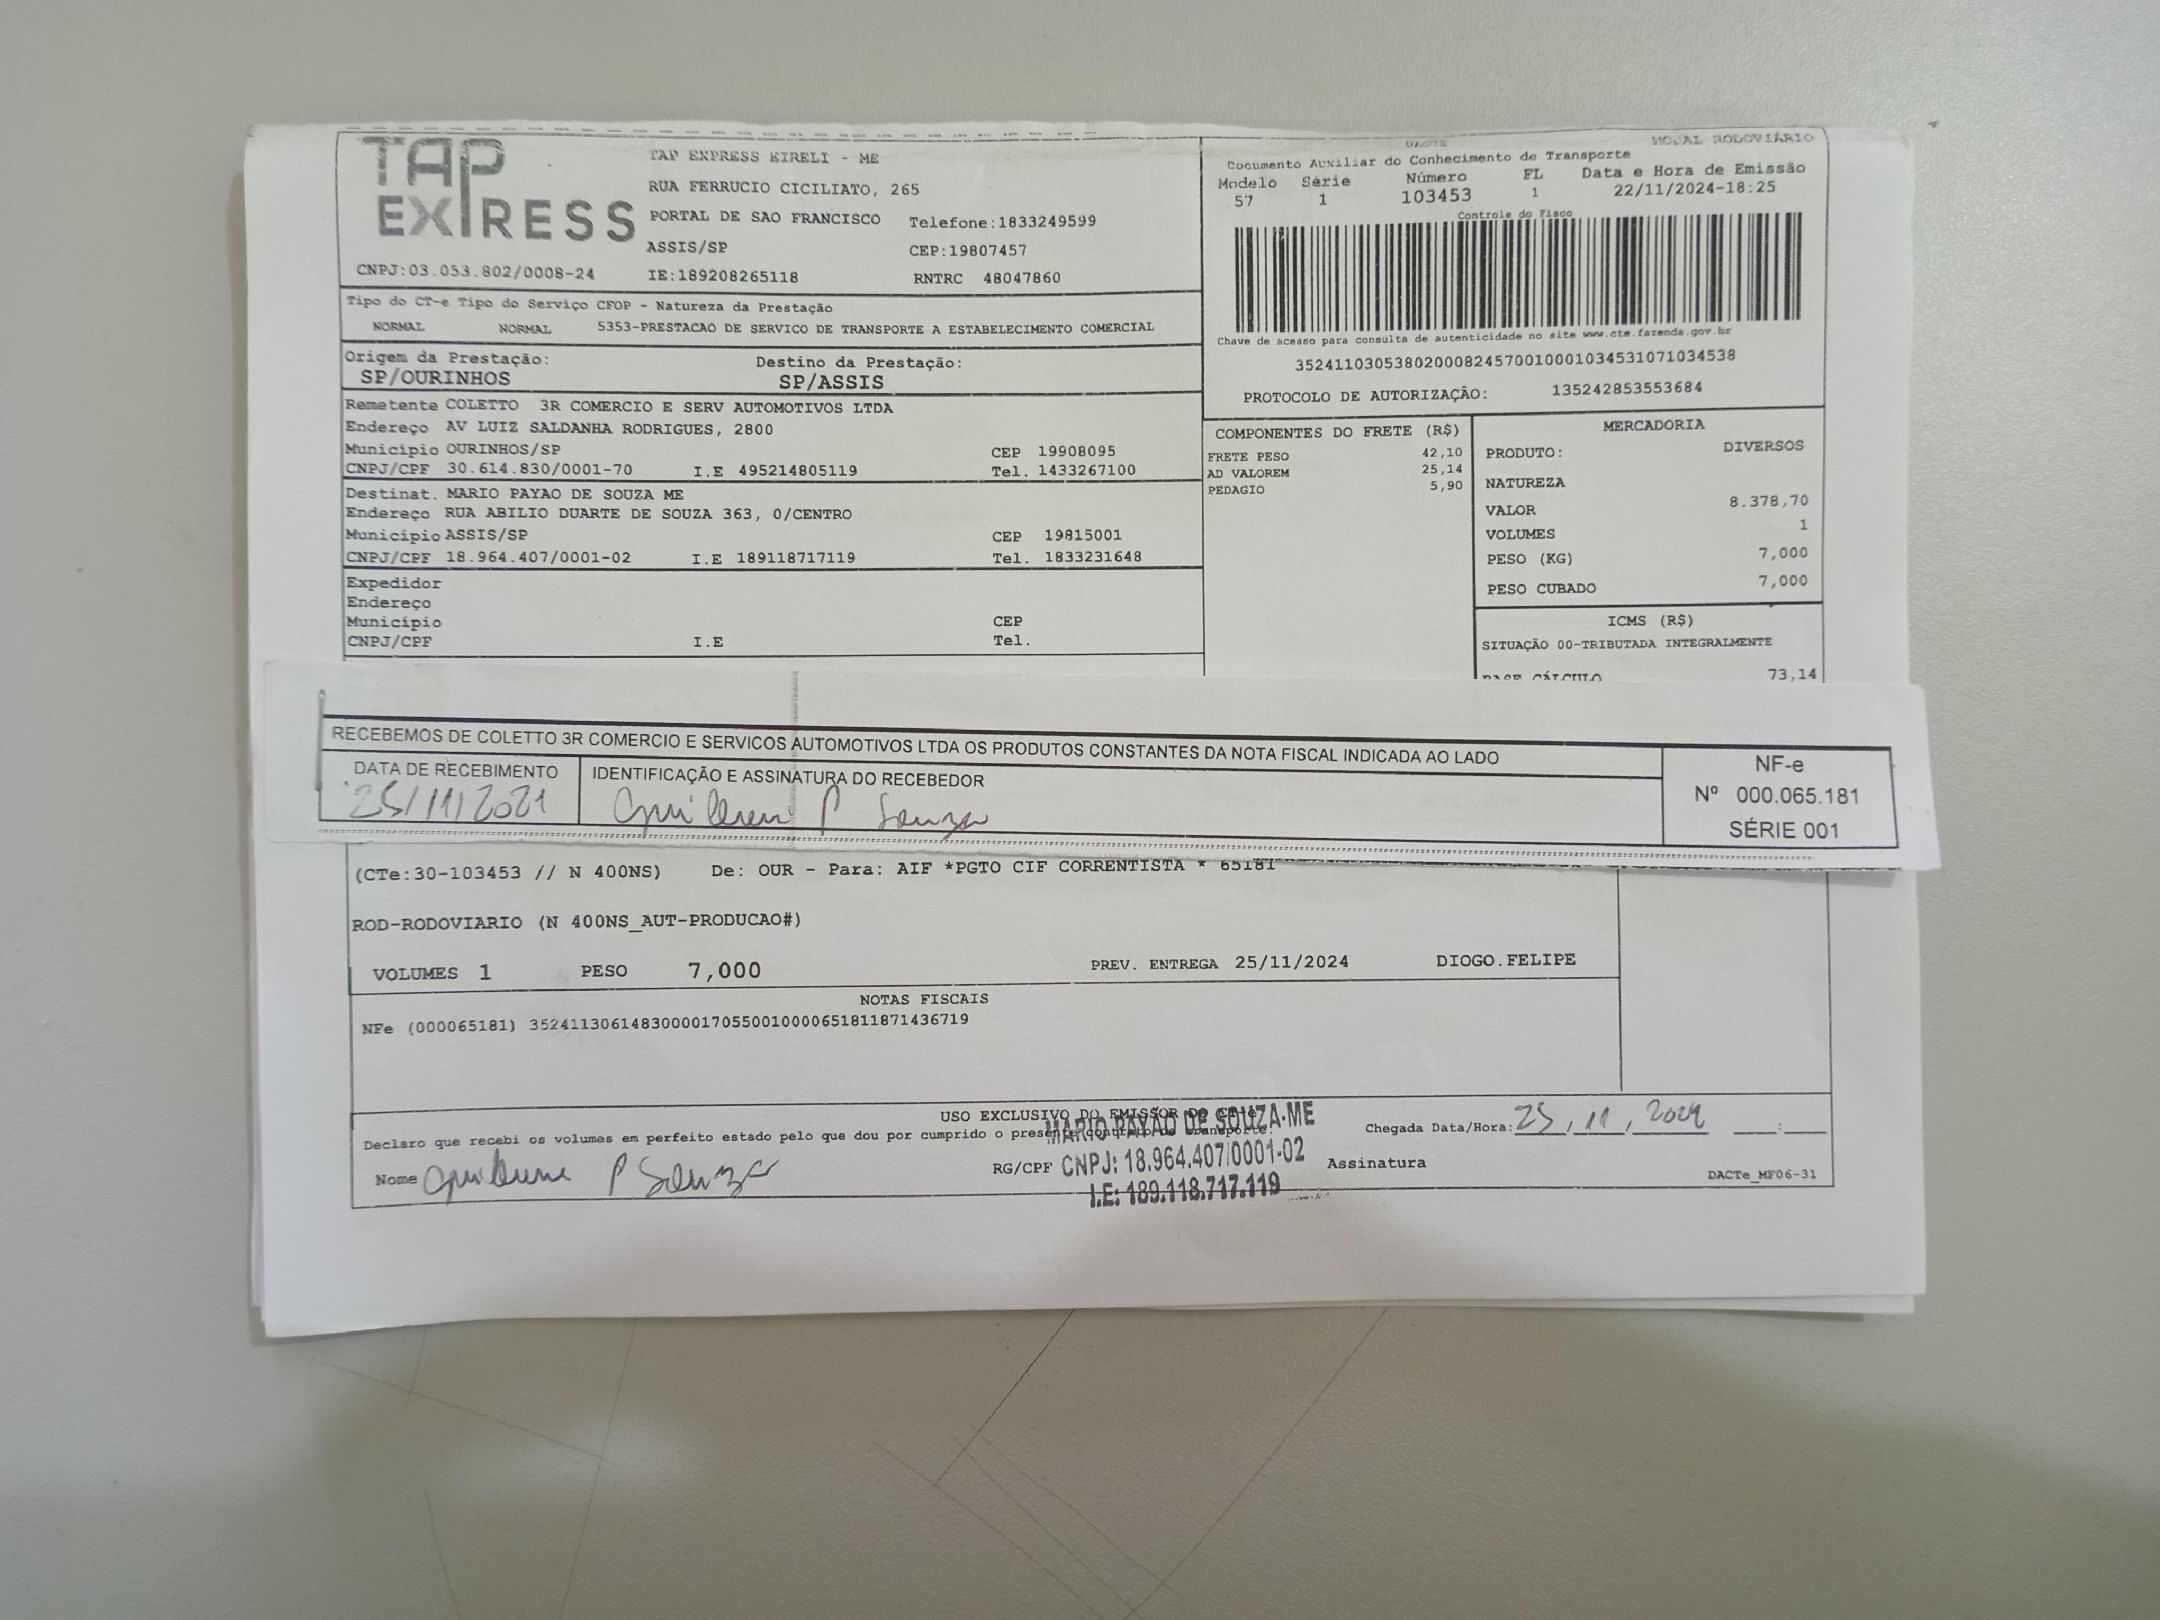 TAP EXPRESS
TAP EXPRESS EIRELI - ME
RUA FERRUCIO CICILIATO, 265
PORTAL DE SAO FRANCISCO Telefone:1833249599
ASSIS/SP CEP:19807457
CNPJ:03.053.802/0008-24 IE:189208265118 RNTRC 48047860
DACTE MODAL RODOVIÁRIO
Documento Auxiliar do Conhecimento de Transporte
Modelo Série Número FL Data e Hora de Emissão
57 1 103453 1 22/11/2024-18:25
Controle do Fisco
Chave de acesso para consulta de autenticidade no site www.cte.fazenda.gov.br
35241103053802000824570010001034531071034538
PROTOCOLO DE AUTORIZAÇÃO: 135242853553684
Tipo do CT-e Tipo do Serviço CFOP - Natureza da Prestação
NORMAL NORMAL 5353-PRESTACAO DE SERVICO DE TRANSPORTE A ESTABELECIMENTO COMERCIAL
Origem da Prestação: Destino da Prestação:
SP/OURINHOS SP/ASSIS
Remetente COLETTO 3R COMERCIO E SERV AUTOMOTIVOS LTDA
Endereço AV LUIZ SALDANHA RODRIGUES, 2800
Município OURINHOS/SP CEP 19908095
CNPJ/CPF 30.614.830/0001-70 I.E 495214805119 Tel. 1433267100
Destinat. MARIO PAYAO DE SOUZA ME
Endereço RUA ABILIO DUARTE DE SOUZA 363, 0/CENTRO
Município ASSIS/SP CEP 19815001
CNPJ/CPF 18.964.407/0001-02 I.E 189118717119 Tel. 1833231648
Expedidor
Endereço
Município CEP
CNPJ/CPF I.E Tel.
COMPONENTES DO FRETE (R$)
FRETE PESO 42,10
AD VALOREM 25,14
PEDAGIO 5,90
MERCADORIA
PRODUTO: DIVERSOS
NATUREZA
VALOR 8.378,70
VOLUMES 1
PESO (KG) 7,000
PESO CUBADO 7,000
ICMS (R$)
SITUAÇÃO 00-TRIBUTADA INTEGRALMENTE
BASE CÁLCULO 73,14
RECEBEMOS DE COLETTO 3R COMERCIO E SERVICOS AUTOMOTIVOS LTDA OS PRODUTOS CONSTANTES DA NOTA FISCAL INDICADA AO LADO
DATA DE RECEBIMENTO IDENTIFICAÇÃO E ASSINATURA DO RECEBEDOR
25/11/2021 P Souza
NF-e
Nº 000.065.181
SÉRIE 001
(CTe:30-103453 // N 400NS) De: OUR - Para: AIF *PGTO CIF CORRENTISTA * 65181
ROD-RODOVIARIO (N 400NS_AUT-PRODUCAO#)
VOLUMES 1 PESO 7,000 PREV. ENTREGA 25/11/2024 DIOGO.FELIPE
NOTAS FISCAIS
NFe (000065181) 35241130614830000170550010000651811871436719
USO EXCLUSIVO DO EMISSOR DO CT-e
Declaro que recebi os volumes em perfeito estado pelo que dou por cumprido o presente contrato de transporte.
Chegada Data/Hora: 25,11,2024 __:__
Nome P Souza RG/CPF Assinatura
MARIO PAYAO DE SOUZA-ME
CNPJ: 18.964.407/0001-02
I.E: 189.118.717.119
DACTe_MF06-31